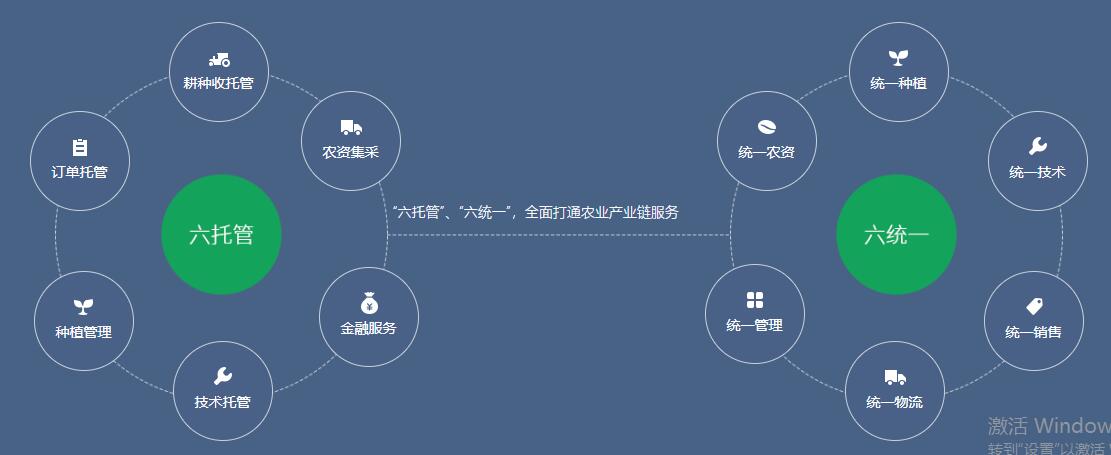 耕种收托管
农资集采
订单托管
六托管
种植管理
金融服务
技术托管
“六托管”、“六统一”，全面打通农业产业链服务
统一种植
统一农资
统一技术
六统一
统一管理
统一销售
统一物流
激活 Window
转到“设置”以激活